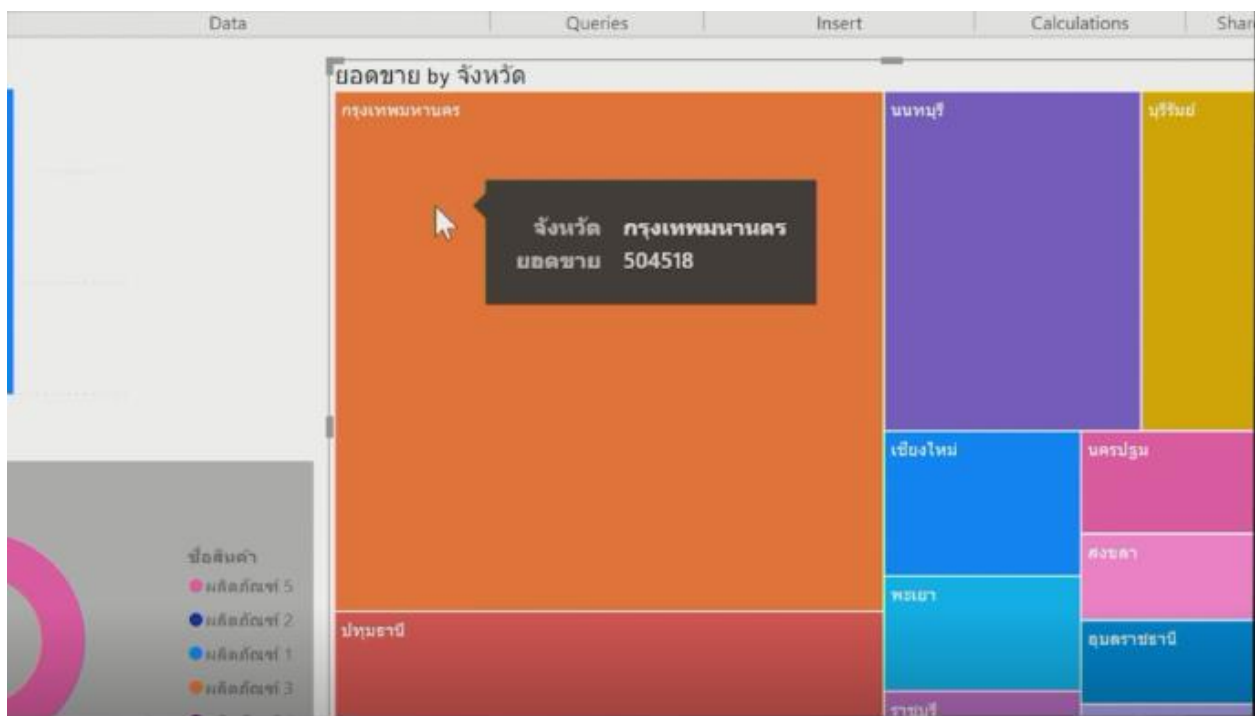 Data
Queries
Insert
Calculations
Shar
ยอดขาย by จังหวัด
กรุงเทพมหานคร
นนทบุรี
บุรีรัมย์
จังหวัด กรุงเทพมหานคร
ยอดขาย 504518
เชียงใหม่
นครปฐม
สงขลา
พะเยา
อุบลราชธานี
ปทุมธานี
ราชบุรี
ชื่อสินค้า
ผลิตภัณฑ์ 5
ผลิตภัณฑ์ 2
ผลิตภัณฑ์ 1
ผลิตภัณฑ์ 3